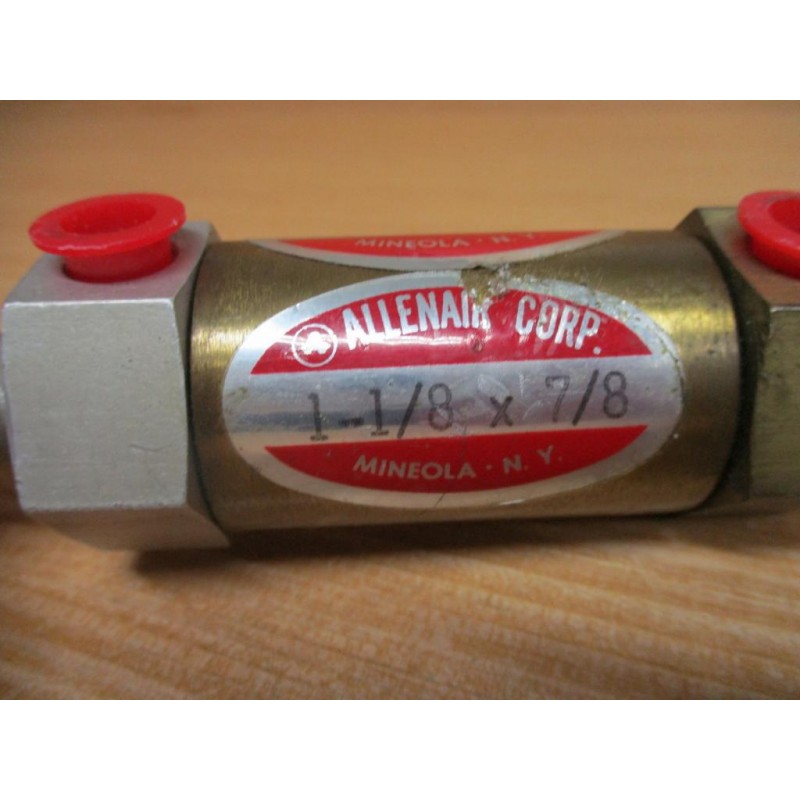 MINEOLA · N. Y.
ALLENAIR CORP.
1-1/8 x 7/8
MINEOLA · N. Y.